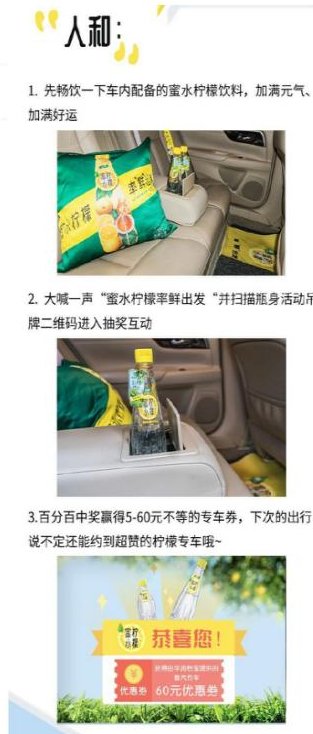 人和：
1. 先畅饮一下车内配备的蜜水柠檬饮料，加满元气、
加满好运
蜜水柠檬
2. 大喊一声“蜜水柠檬率鲜出发“并扫描瓶身活动吊
牌二维码进入抽奖互动
3.百分百中奖赢得5-60元不等的专车券，下次的出行
说不定还能约到超赞的柠檬专车哦~
恭喜您！
优惠券
60元优惠券